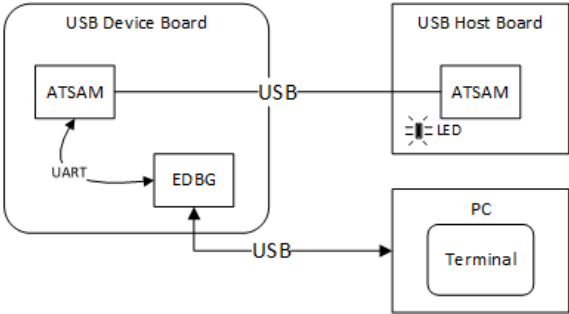 USB Device Board
USB Host Board
ATSAM
USB
ATSAM
LED
UART
EDBG
PC
USB
Terminal